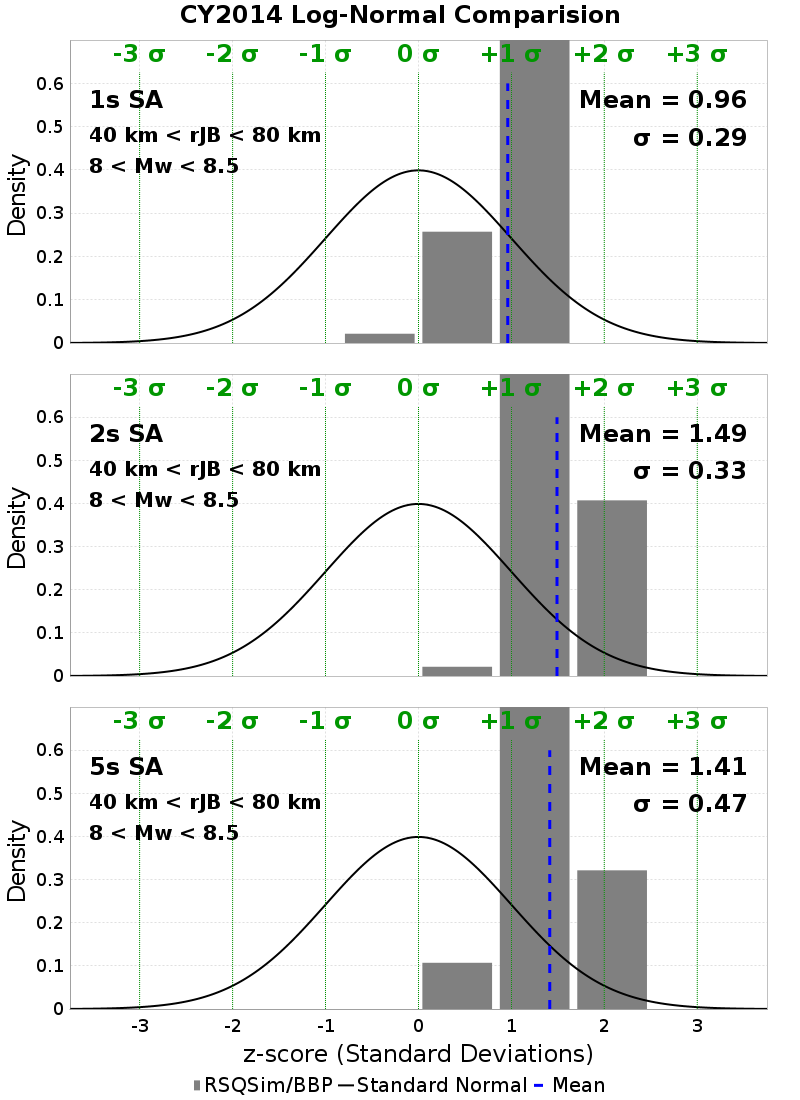 CY2014 Log-Normal Comparision
-3 σ -2 σ -1 σ 0 σ +1 σ +2 σ +3 σ
1s SA
Mean = 0.96
40 km < rJB < 80 km
σ = 0.29
8 < Mw < 8.5
Density
0.6
0.5
0.4
0.3
0.2
0.1
0
-3 σ -2 σ -1 σ 0 σ +1 σ +2 σ +3 σ
2s SA
Mean = 1.49
40 km < rJB < 80 km
σ = 0.33
8 < Mw < 8.5
Density
0.6
0.5
0.4
0.3
0.2
0.1
0
-3 σ -2 σ -1 σ 0 σ +1 σ +2 σ +3 σ
5s SA
Mean = 1.41
40 km < rJB < 80 km
σ = 0.47
8 < Mw < 8.5
Density
0.6
0.5
0.4
0.3
0.2
0.1
0
-3 -2 -1 0 1 2 3
z-score (Standard Deviations)
RSQSim/BBP Standard Normal Mean